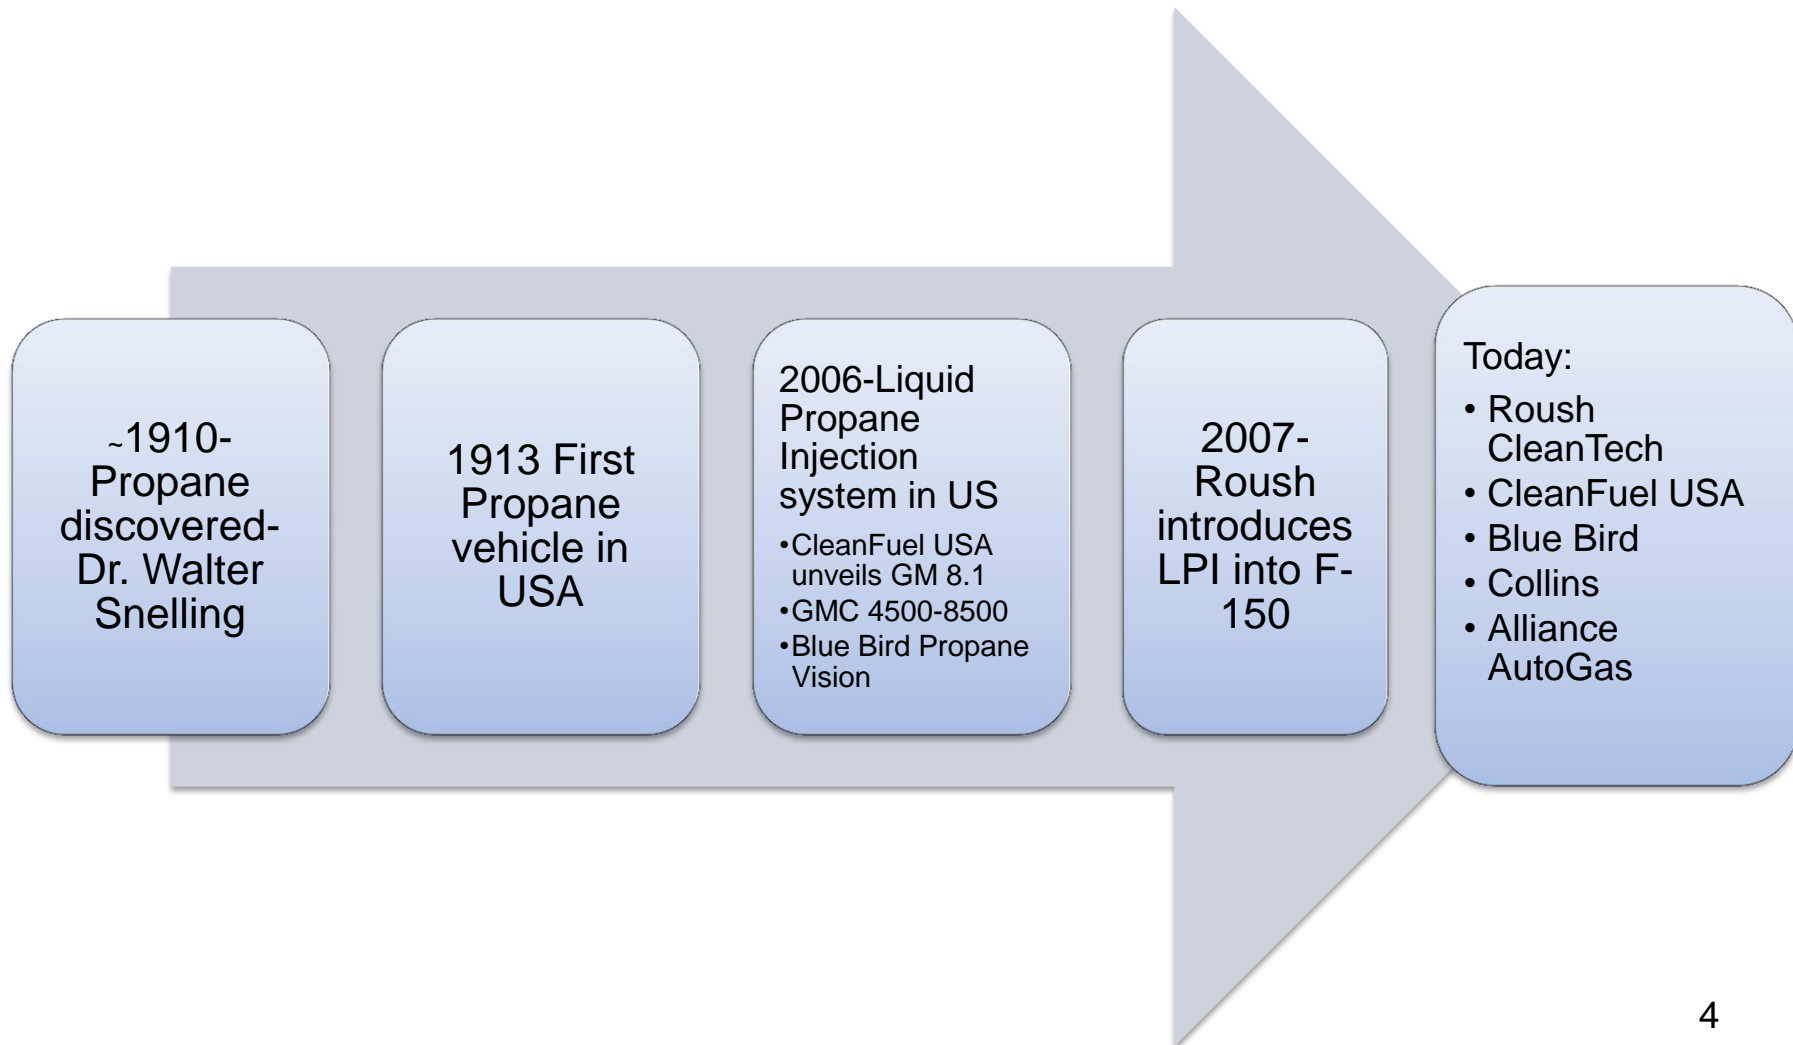 ~1910-
Propane
discovered-
Dr. Walter
Snelling
1913 First
Propane
vehicle in
USA
2006-Liquid
Propane
Injection
system in US
•CleanFuel USA
unveils GM 8.1
•GMC 4500-8500
•Blue Bird Propane
Vision
2007-
Roush
introduces
LPI into F-
150
Today:
• Roush
CleanTech
• CleanFuel USA
• Blue Bird
• Collins
• Alliance
AutoGas
4